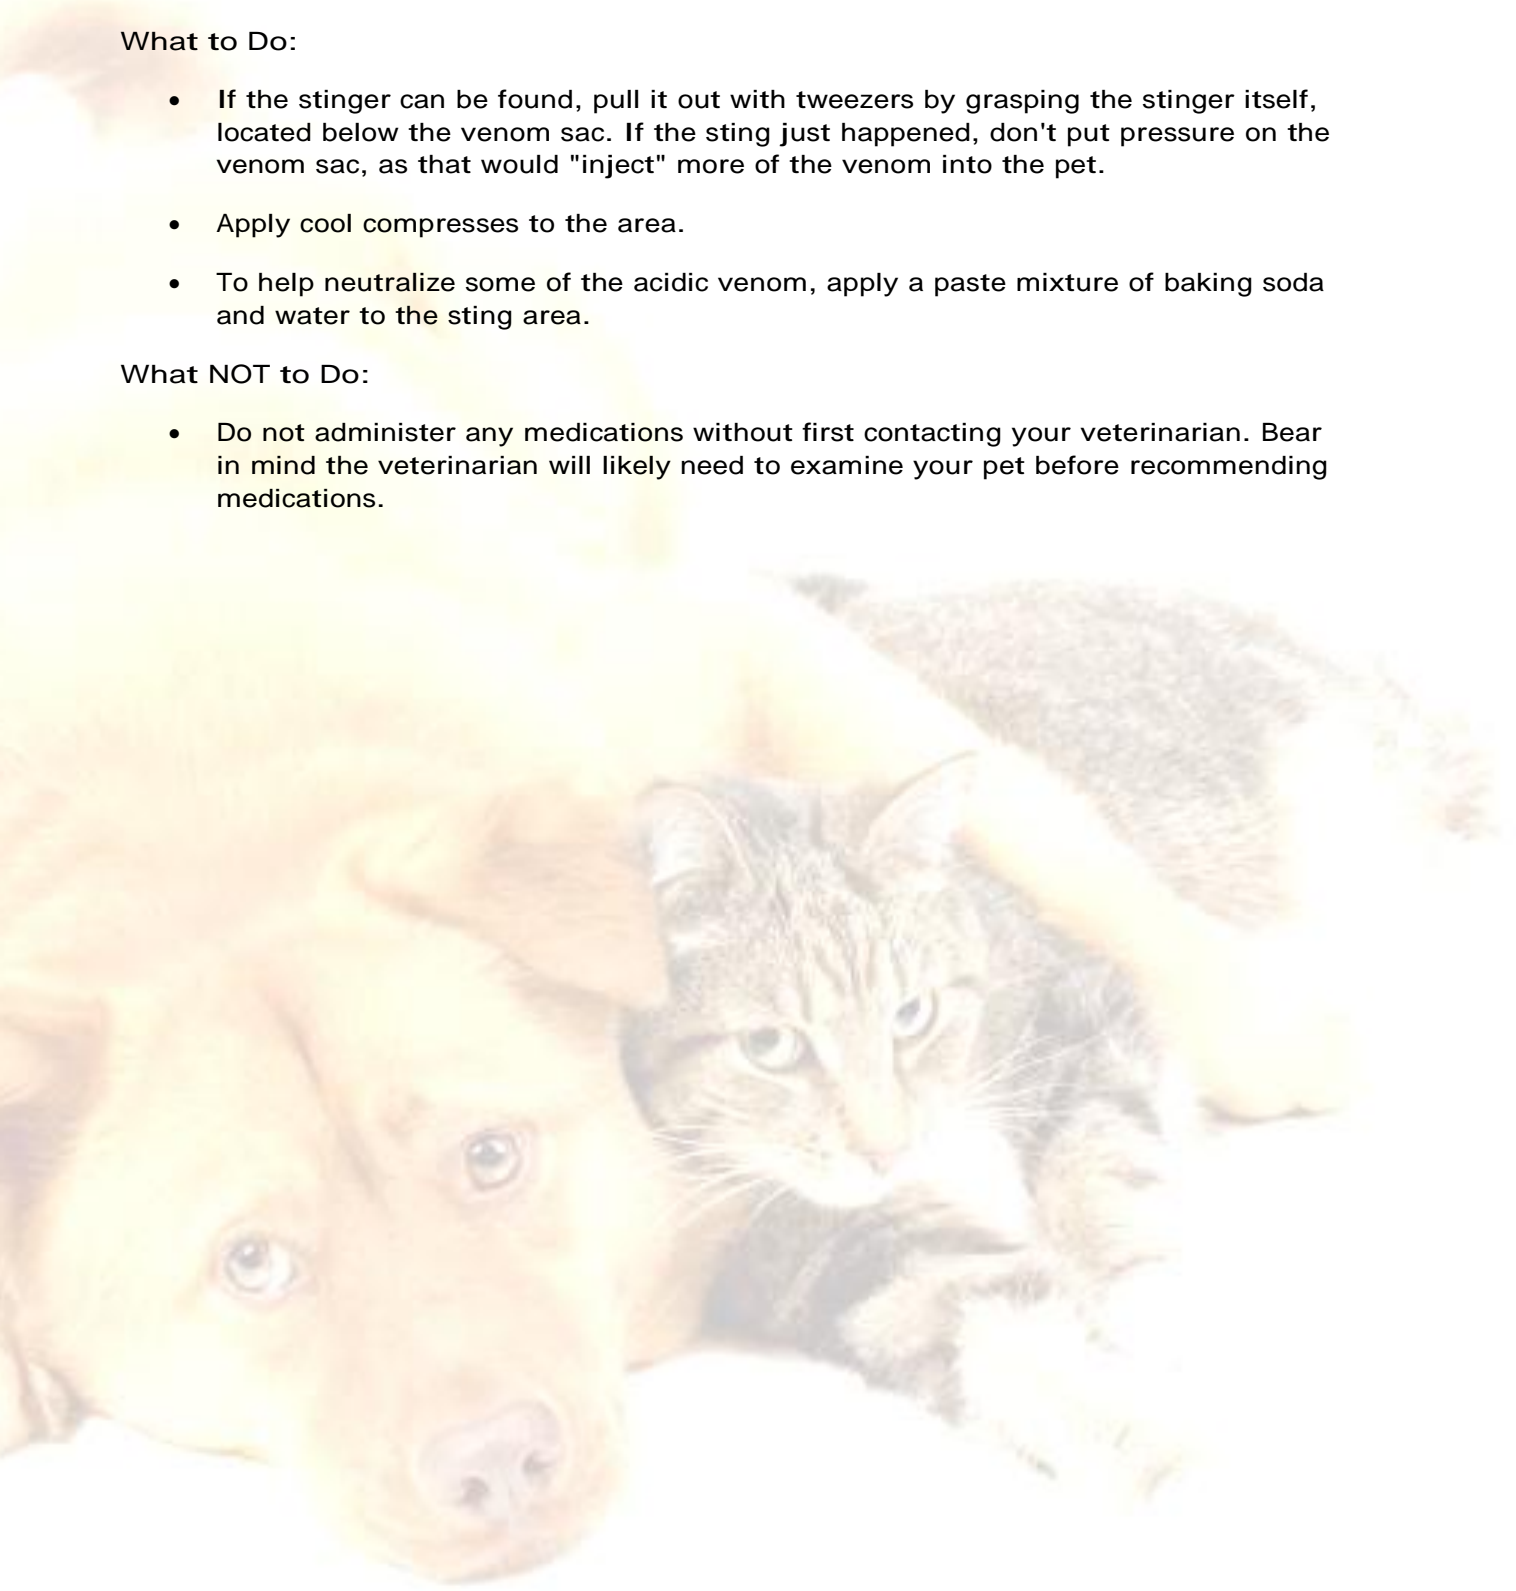 What to Do:
• If the stinger can be found, pull it out with tweezers by grasping the stinger itself,
located below the venom sac. If the sting just happened, don't put pressure on the
venom sac, as that would "inject" more of the venom into the pet.
• Apply cool compresses to the area.
• To help neutralize some of the acidic venom, apply a paste mixture of baking soda
and water to the sting area.
What NOT to Do:
• Do not administer any medications without first contacting your veterinarian. Bear
in mind the veterinarian will likely need to examine your pet before recommending
medications.